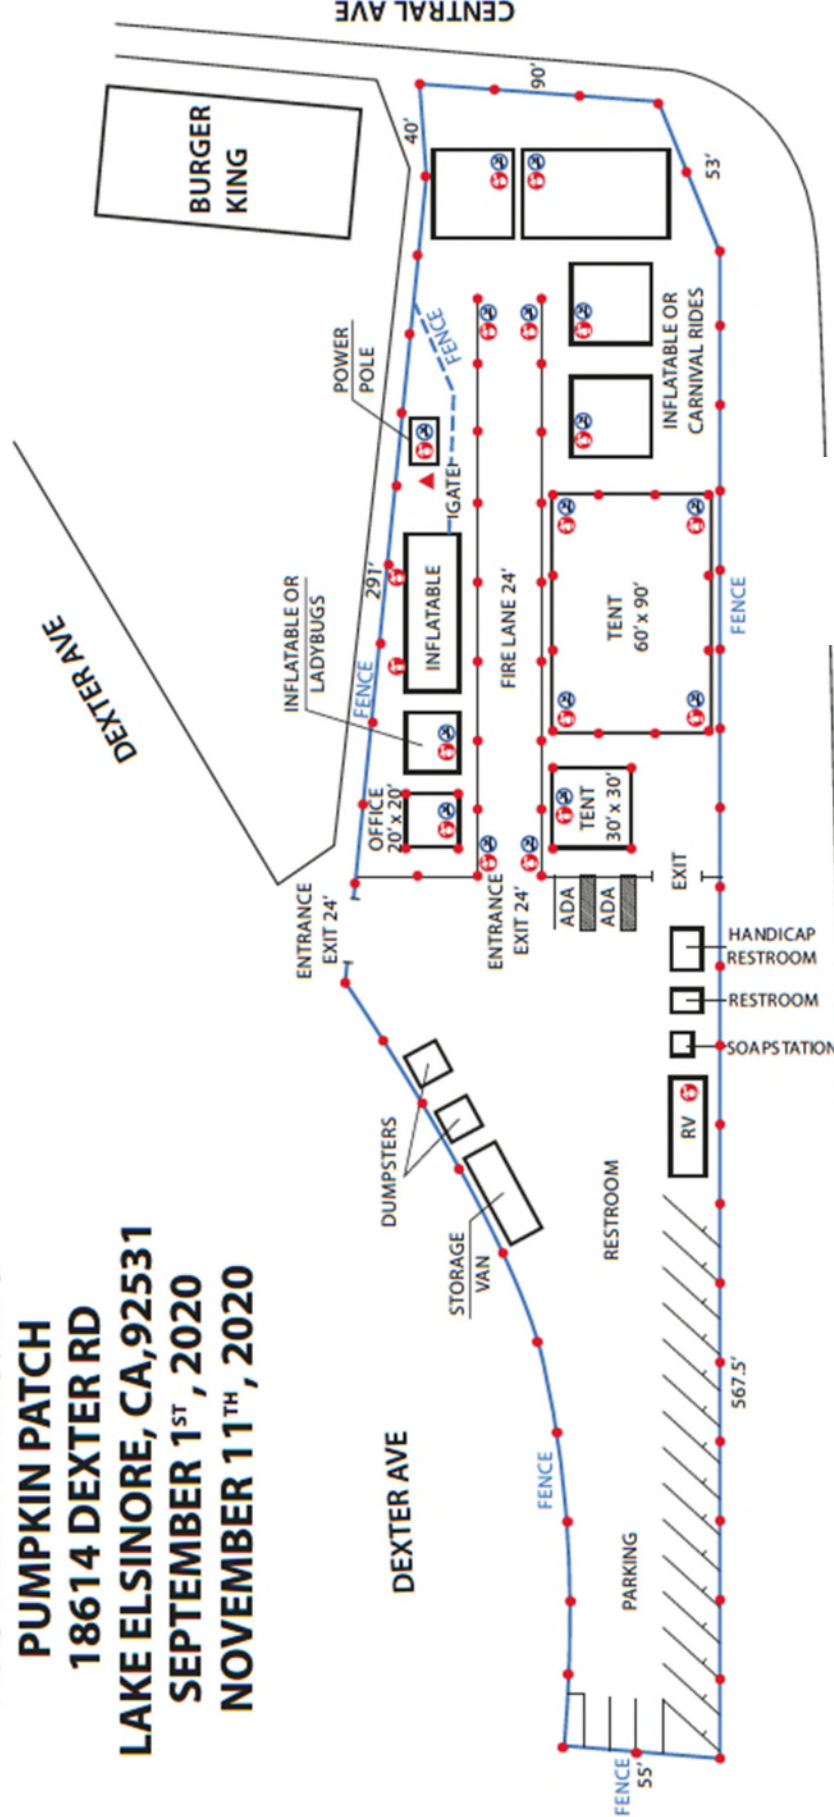 PUMPKIN PATCH
18614 DEXTER RD
LAKE ELSINORE, CA,92531
SEPTEMBER 1ST, 2020
NOVEMBER 11TH, 2020
DEXTER AVE
CENTRAL AVE
BURGER
KING
DEXTER AVE
POWER
POLE
40'
90'
53'
FENCE
INFLATABLE OR
LADYBUGS
291'
FENCE
GATE
INFLATABLE
OFFICE
20' x 20'
FIRE LANE 24'
INFLATABLE OR
CARNIVAL RIDES
TENT
60' x 90'
TENT
30' x 30'
FENCE
ENTRANCE
EXIT 24'
ENTRANCE
EXIT 24'
ADA
ADA
EXIT
HANDICAP
RESTROOM
RESTROOM
SOAPSTATION
RV
DUMPSTERS
STORAGE
VAN
RESTROOM
FENCE
PARKING
567.5'
FENCE
55'